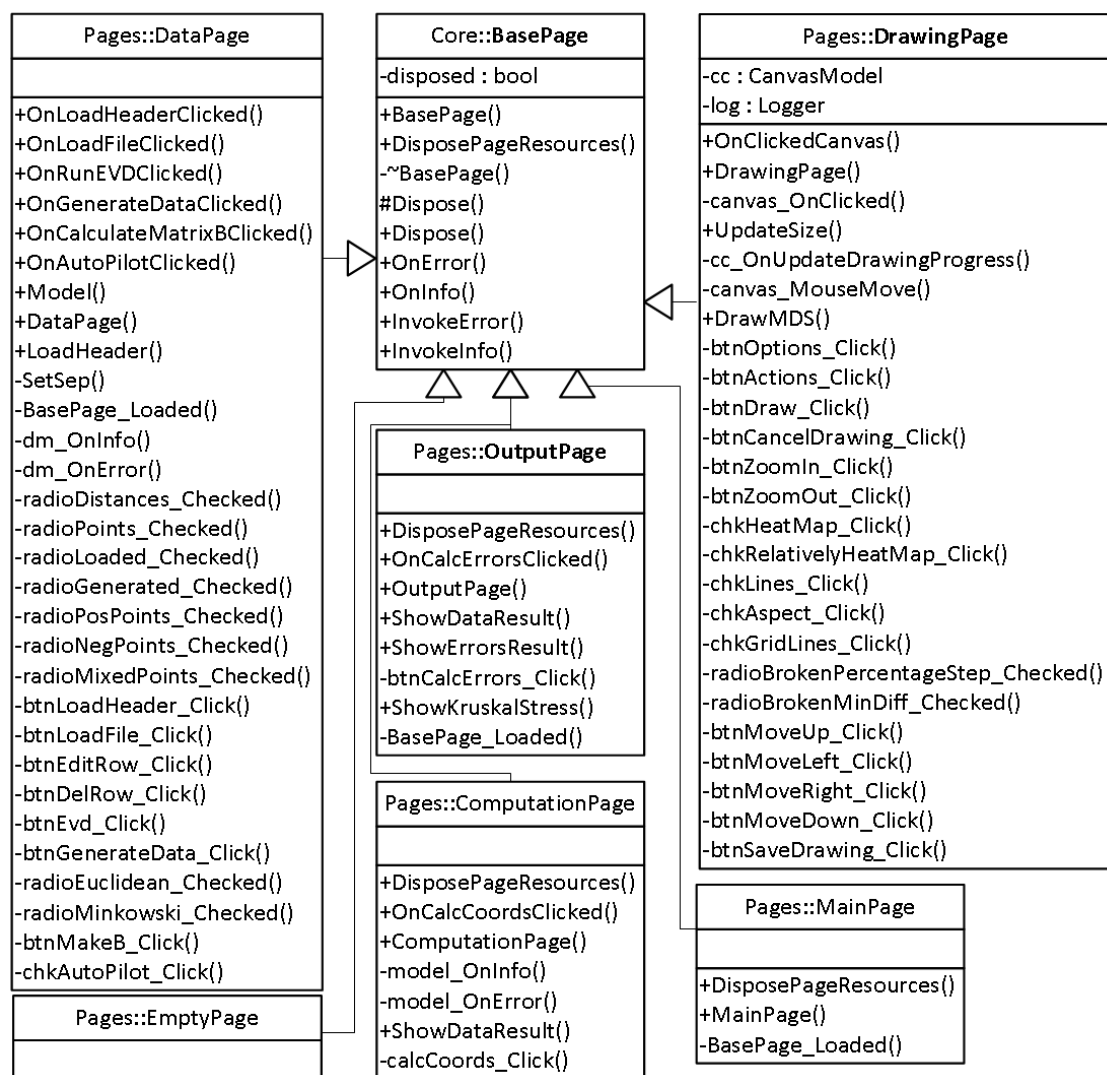 Pages::DataPage
+OnLoadHeaderClicked()
+OnLoadFileClicked()
+OnRunEVDClicked()
+OnGenerateDataClicked()
+OnCalculateMatrixBClicked()
+OnAutoPilotClicked()
+Model()
+DataPage()
+LoadHeader()
-SetSep()
-BasePage_Loaded()
-dm_OnInfo()
-dm_OnError()
-radioDistances_Checked()
-radioPoints_Checked()
-radioLoaded_Checked()
-radioGenerated_Checked()
-radioPosPoints_Checked()
-radioNegPoints_Checked()
-radioMixedPoints_Checked()
-btnLoadHeader_Click()
-btnLoadFile_Click()
-btnEditRow_Click()
-btnDelRow_Click()
-btnEvd_Click()
-btnGenerateData_Click()
-radioEuclidean_Checked()
-radioMinkowski_Checked()
-btnMakeB_Click()
-chkAutoPilot_Click()
Pages::EmptyPage
Core::BasePage
-disposed : bool
+BasePage()
+DisposePageResources()
-~BasePage()
#Dispose()
+Dispose()
+OnError()
+OnInfo()
+InvokeError()
+InvokeInfo()
Pages::OutputPage
+DisposePageResources()
+OnCalcErrorsClicked()
+OutputPage()
+ShowDataResult()
+ShowErrorsResult()
-btnCalcErrors_Click()
+ShowKruskalStress()
-BasePage_Loaded()
Pages::ComputationPage
+DisposePageResources()
+OnCalcCoordsClicked()
+ComputationPage()
-model_OnInfo()
-model_OnError()
+ShowDataResult()
-calcCoords_Click()
Pages::DrawingPage
-cc : CanvasModel
-log : Logger
+OnClickedCanvas()
+DrawingPage()
-canvas_OnClicked()
+UpdateSize()
-cc_OnUpdateDrawingProgress()
-canvas_MouseMove()
+DrawMDS()
-btnOptions_Click()
-btnActions_Click()
-btnDraw_Click()
-btnCancelDrawing_Click()
-btnZoomIn_Click()
-btnZoomOut_Click()
-chkHeatMap_Click()
-chkRelativelyHeatMap_Click()
-chkLines_Click()
-chkAspect_Click()
-chkGridLines_Click()
-radioBrokenPercentageStep_Checked()
-radioBrokenMinDiff_Checked()
-btnMoveUp_Click()
-btnMoveLeft_Click()
-btnMoveRight_Click()
-btnMoveDown_Click()
-btnSaveDrawing_Click()
Pages::MainPage
+DisposePageResources()
+MainPage()
-BasePage_Loaded()